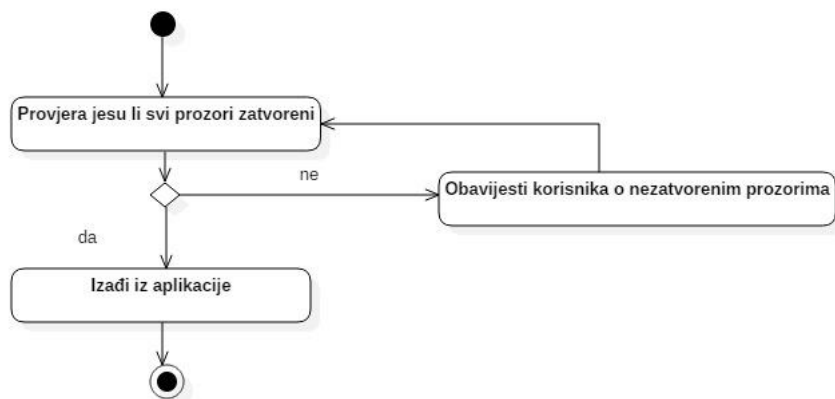 Provjera jesu li svi prozori zatvoreni
ne
Obavijesti korisnika o nezatvorenim prozorima
da
Izađi iz aplikacije